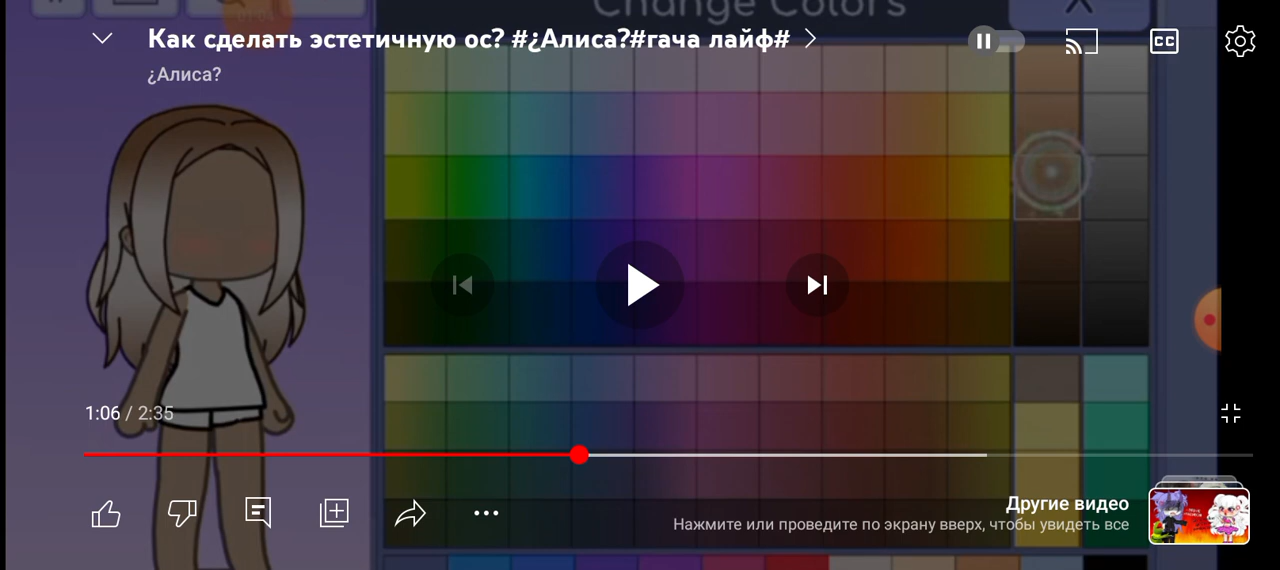 Change Colors
X
Как сделать эстетичную ос? #¿Алиса?#гача лайф#
¿Алиса?
CC
1:06 / 2:35
Другие видео
Нажмите или проведите по экрану вверх, чтобы увидеть все